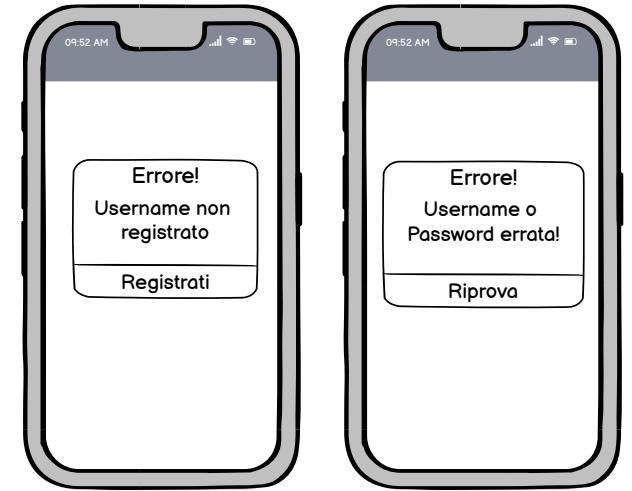 09:52 AM
Errore!
Username non
registrato
Registrati
09:52 AM
Errore!
Username o
Password errata!
Riprova